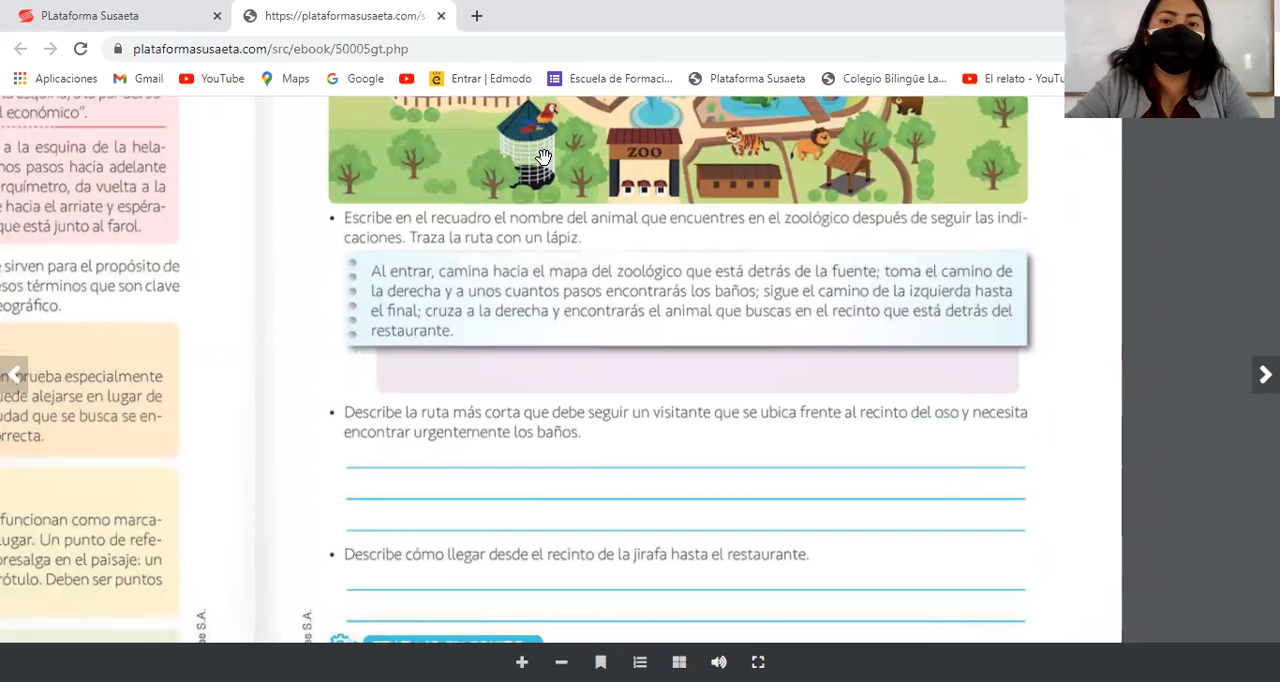 PLataforma Susaeta
https://plataformasusaeta.com/s
plataformasusaeta.com/src/ebook/50005gt.php
Aplicaciones
Gmail
YouTube
Maps
Google
Entrar | Edmodo
Escuela de Formaci...
Plataforma Susaeta
Colegio Bilingüe La...
El relato - YouTu
l económico".
a la esquina de la hela-
nos pasos hacia adelante
rquímetro, da vuelta a la
e hacia el arriate y espéra-
que está junto al farol.
sirven para el propósito de
esos términos que son clave
eográfico.
n prueba especialmente
uede alejarse en lugar de
udad que se busca se en-
orrecta.
funcionan como marca-
lugar. Un punto de refe-
presalga en el paisaje: un
rótulo. Deben ser puntos
os S.A.
ZOO
• Escribe en el recuadro el nombre del animal que encuentres en el zoológico después de seguir las indi-
caciones. Traza la ruta con un lápiz.
Al entrar, camina hacia el mapa del zoológico que está detrás de la fuente; toma el camino de
la derecha y a unos cuantos pasos encontrarás los baños; sigue el camino de la izquierda hasta
el final; cruza a la derecha y encontrarás el animal que buscas en el recinto que está detrás del
restaurante.
• Describe la ruta más corta que debe seguir un visitante que se ubica frente al recinto del oso y necesita
encontrar urgentemente los baños.
• Describe cómo llegar desde el recinto de la jirafa hasta el restaurante.
os S.A.